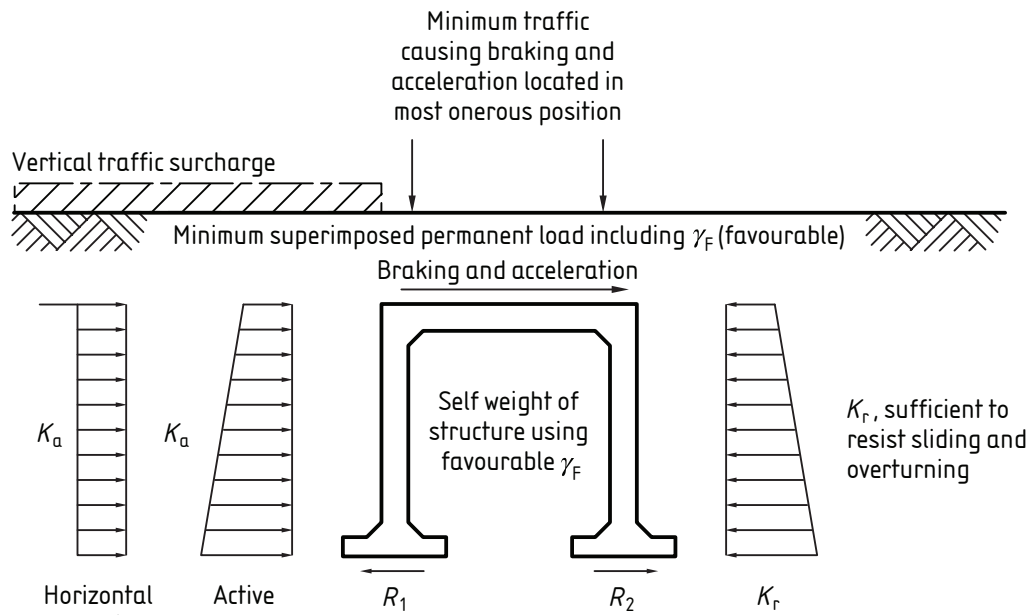 Minimum traffic
causing braking and
acceleration located in
most onerous position
Vertical traffic surcharge
Minimum superimposed permanent load including γF (favourable)
Braking and acceleration
Ka
Ka
Self weight of
structure using
favourable γF
Kr, sufficient to
resist sliding and
overturning
Horizontal
Active
R1
R2
Kr